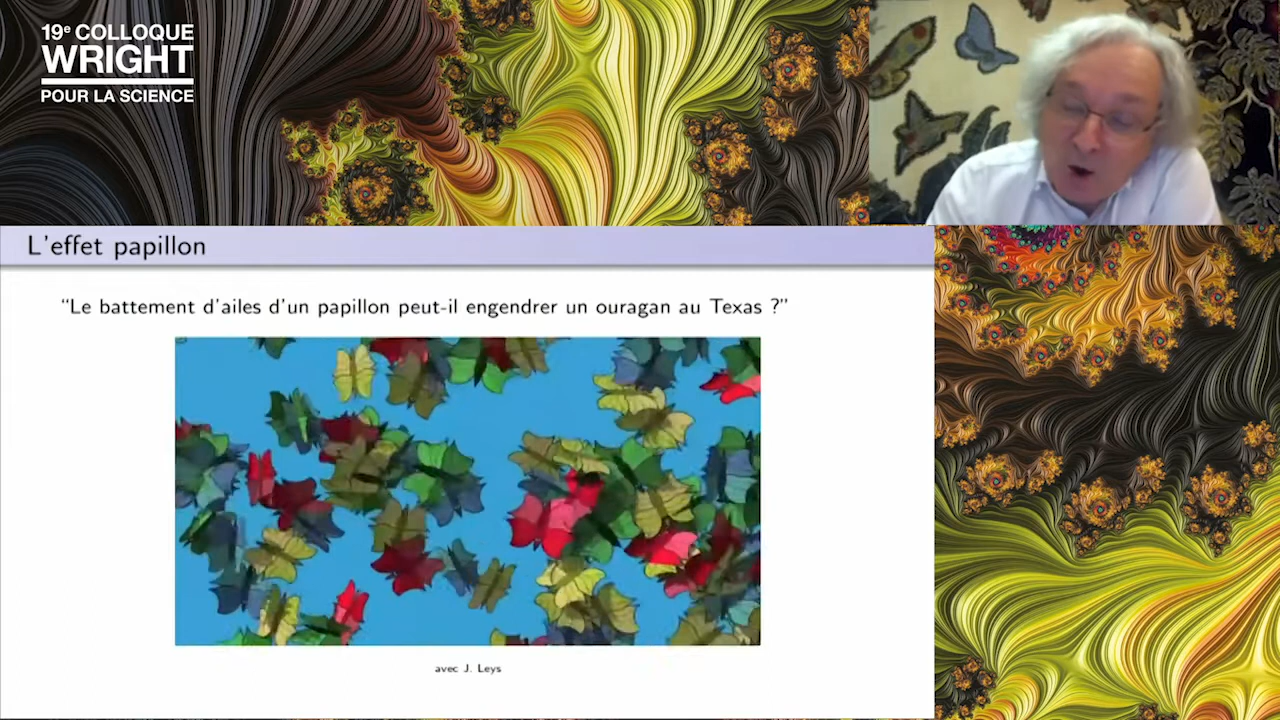 19e COLLOQUE
WRIGHT
POUR LA SCIENCE
L'effet papillon
“Le battement d'ailes d'un papillon peut-il engendrer un ouragan au Texas ?”
avec J. Leys